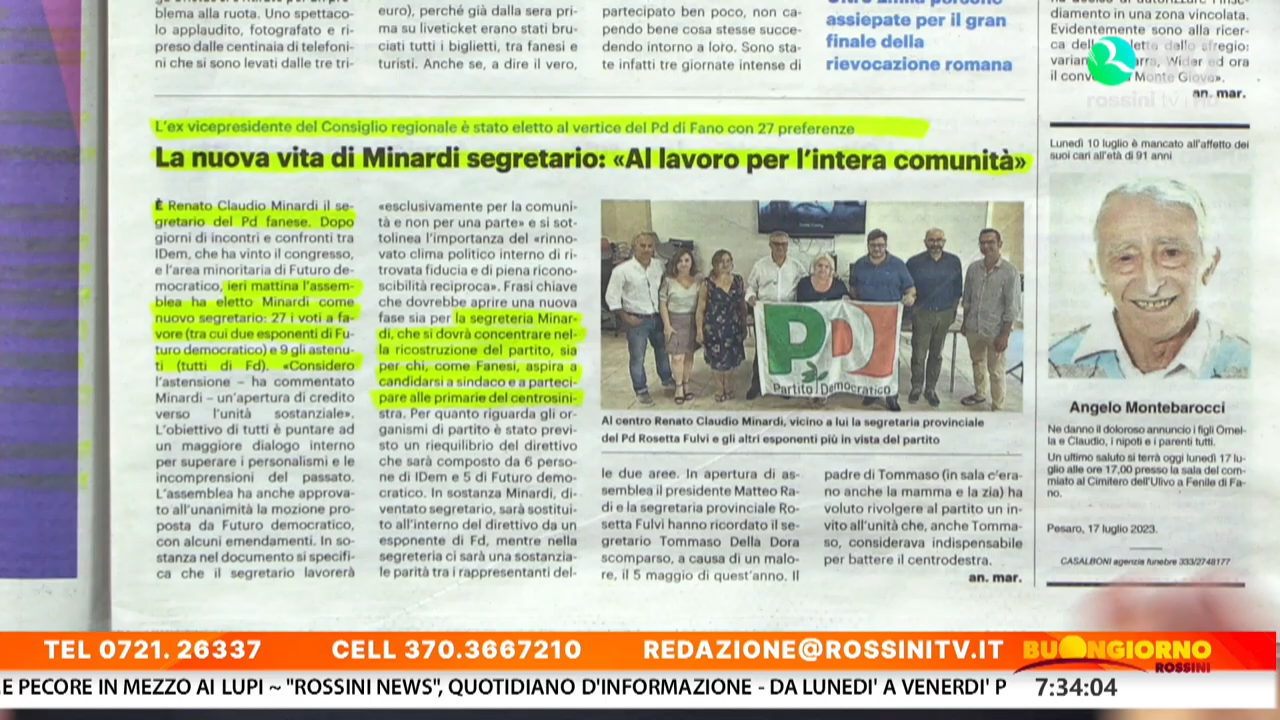 blema alla ruota. Uno spettaco-
lo applaudito, fotografato e ri-
preso dalle centinaia di telefoni-
ni che si sono levati dalle tre tri-
euro), perché già dalla sera pri-
ma su liveticket erano stati bru-
ciati tutti i biglietti, tra fanesi e
turisti. Anche se, a dire il vero,
partecipato ben poco, non ca-
pendo bene cosa stesse succe-
dendo intorno a loro. Sono sta-
te infatti tre giornate intense di
assiepate per il gran
finale della
rievocazione romana
diamento in una zona vincolata.
Evidentemente sono alla ricer-
ca dello sfregio:
Wider ed ora
il Monte Giove».
an. mar.
rossini tv
L'ex vicepresidente del Consiglio regionale è stato eletto al vertice del Pd di Fano con 27 preferenze
La nuova vita di Minardi segretario: «Al lavoro per l'intera comunità»
È Renato Claudio Minardi il se-
gretario del Pd fanese. Dopo
giorni di incontri e confronti tra
IDem, che ha vinto il congresso,
e l'area minoritaria di Futuro de-
mocratico, ieri mattina l'assem-
blea ha eletto Minardi come
nuovo segretario: 27 i voti a fa-
vore (tra cui due esponenti di Fu-
turo democratico) e 9 gli astenu-
ti (tutti di Fd). «Considero
l'astensione – ha commentato
Minardi – un'apertura di credito
verso l'unità sostanziale».
L'obiettivo di tutti è puntare ad
un maggiore dialogo interno
per superare i personalismi e le
incomprensioni del passato.
L'assemblea ha anche approva-
to all'unanimità la mozione pro-
posta da Futuro democratico,
con alcuni emendamenti. In so-
stanza nel documento si specifi-
ca che il segretario lavorerà
«esclusivamente per la comuni-
tà e non per una parte» e si sot-
tolinea l'importanza del «rinno-
vato clima politico interno di ri-
trovata fiducia e di piena ricono-
scibilità reciproca». Frasi chiave
che dovrebbe aprire una nuova
fase sia per la segreteria Minar-
di, che si dovrà concentrare nel-
la ricostruzione del partito, sia
per chi, come Fanesi, aspira a
candidarsi a sindaco e a parteci-
pare alle primarie del centrosini-
stra. Per quanto riguarda gli or-
ganismi di partito è stato previ-
sto un riequilibro del direttivo
che sarà composto da 6 perso-
ne di IDem e 5 di Futuro demo-
cratico. In sostanza Minardi, di-
ventato segretario, sarà sostitui-
to all'interno del direttivo da un
esponente di Fd, mentre nella
segreteria ci sarà una sostanzia-
le parità tra i rappresentanti del-
PD
Partito Democratico
Al centro Renato Claudio Minardi, vicino a lui la segretaria provinciale
del Pd Rosetta Fulvi e gli altri esponenti più in vista del partito
le due aree. In apertura di as-
semblea il presidente Matteo Ra-
di e la segretaria provinciale Ro-
setta Fulvi hanno ricordato il se-
gretario Tommaso Della Dora
scomparso, a causa di un malo-
re, il 5 maggio di quest'anno. Il
padre di Tommaso (in sala c'era-
no anche la mamma e la zia) ha
voluto rivolgere al partito un in-
vito all'unità che, anche Tomma-
so, considerava indispensabile
per battere il centrodestra.
an. mar.
Lunedì 10 luglio è mancato all'affetto dei
suoi cari all'età di 91 anni
Angelo Montebarocci
Ne danno il doloroso annuncio i figli Ornel-
la e Claudio, i nipoti e i parenti tutti.
Un ultimo saluto si terrà oggi lunedì 17 lu-
glio alle ore 17,00 presso la sala del com-
miato al Cimitero dell'Ulivo a Fenile di Fa-
no.
Pesaro, 17 luglio 2023.
CASALBONI agenzia funebre 333/2748177
TEL 0721. 26337
CELL 370.3667210
REDAZIONE@ROSSINITV.IT
BUONGIORNO
ROSSINI
E PECORE IN MEZZO AI LUPI ~ "ROSSINI NEWS", QUOTIDIANO D'INFORMAZIONE - DA LUNEDI' A VENERDI' P
7:34:04